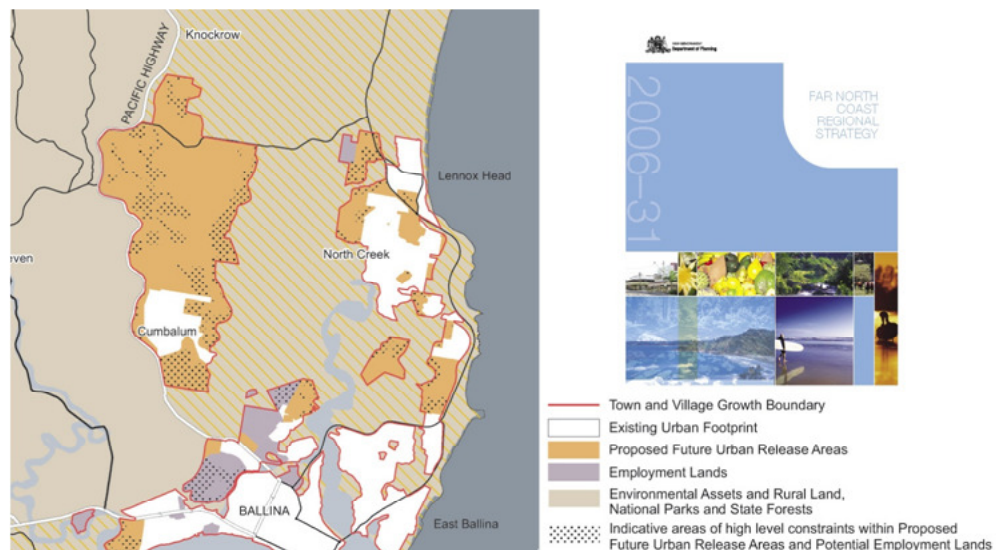 Knockrow
PACIFIC HIGHWAY
Lennox Head
North Creek
ven
Cumbalum
BALLINA
East Ballina
Department of Planning
2006–31
FAR NORTH
COAST
REGIONAL
STRATEGY
Town and Village Growth Boundary
Existing Urban Footprint
Proposed Future Urban Release Areas
Employment Lands
Environmental Assets and Rural Land,
National Parks and State Forests
Indicative areas of high level constraints within Proposed
Future Urban Release Areas and Potential Employment Lands